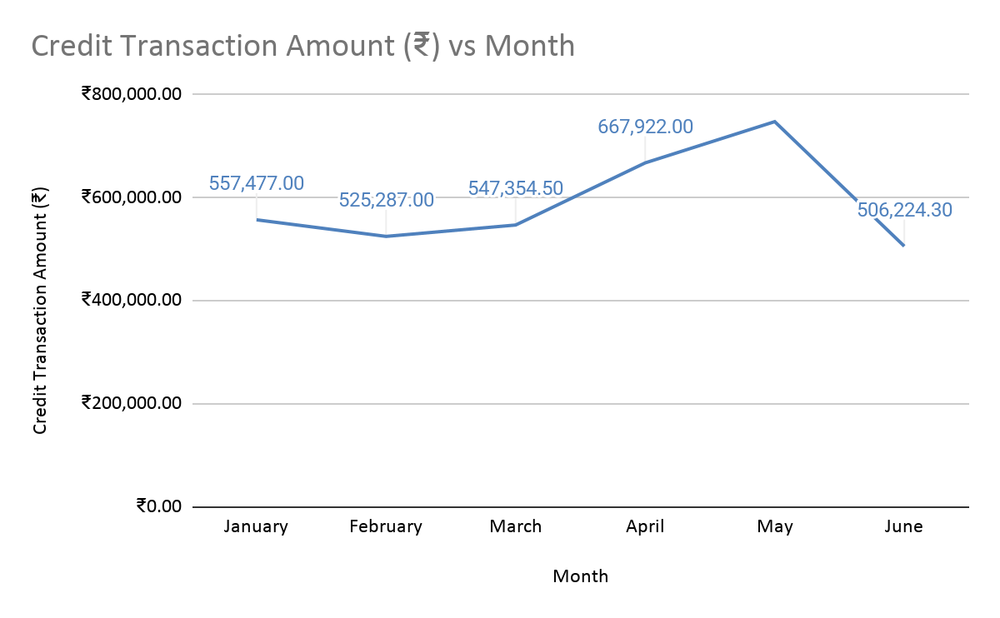 Credit Transaction Amount (₹) vs Month
Credit Transaction Amount (₹)
₹800,000.00
₹600,000.00
₹400,000.00
₹200,000.00
₹0.00
557,477.00
525,287.00
547,354.50
667,922.00
506,224.30
January
February
March
April
May
June
Month